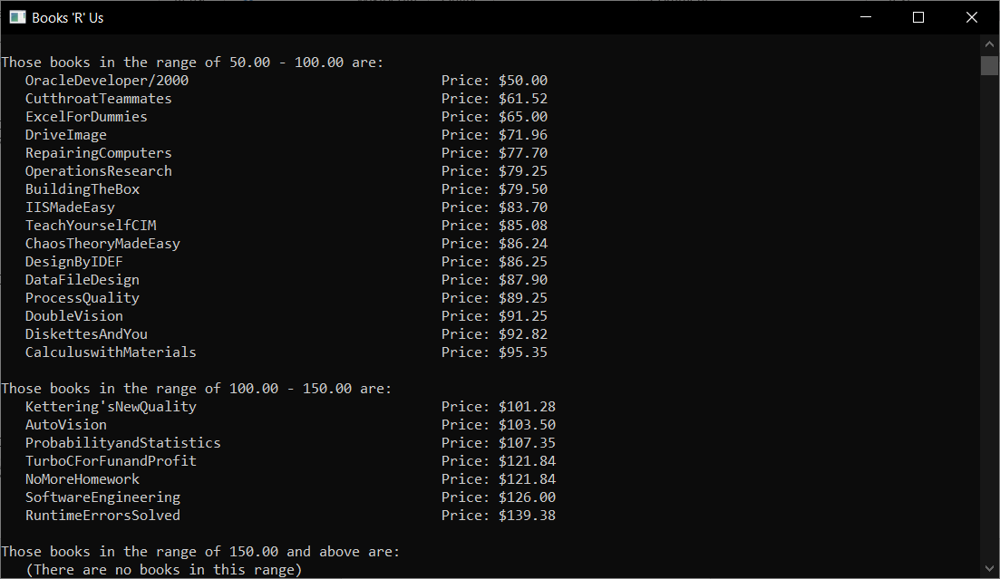 Books 'R' Us
Those books in the range of 50.00 - 100.00 are:
OracleDeveloper/2000 Price: $50.00
CutthroatTeammates Price: $61.52
ExcelForDummies Price: $65.00
DriveImage Price: $71.96
RepairingComputers Price: $77.70
OperationsResearch Price: $79.25
BuildingTheBox Price: $79.50
IISMadeEasy Price: $83.70
TeachYourselfCIM Price: $85.08
ChaosTheoryMadeEasy Price: $86.24
DesignByIDEF Price: $86.25
DataFileDesign Price: $87.90
ProcessQuality Price: $89.25
DoubleVision Price: $91.25
DiskettesAndYou Price: $92.82
CalculuswithMaterials Price: $95.35
Those books in the range of 100.00 - 150.00 are:
Kettering'sNewQuality Price: $101.28
AutoVision Price: $103.50
ProbabilityandStatistics Price: $107.35
TurboCForFunandProfit Price: $121.84
NoMoreHomework Price: $121.84
SoftwareEngineering Price: $126.00
RuntimeErrorsSolved Price: $139.38
Those books in the range of 150.00 and above are:
(There are no books in this range)